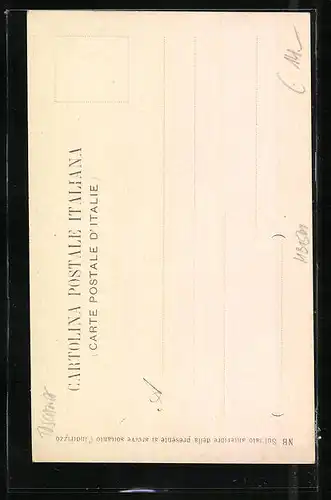 CARTOLINA POSTALE ITALIANA
(CARTE POSTALE D'ITALIE)
A
NB Sul lato anteriore della presente si scrive soltanto l'indirizzo